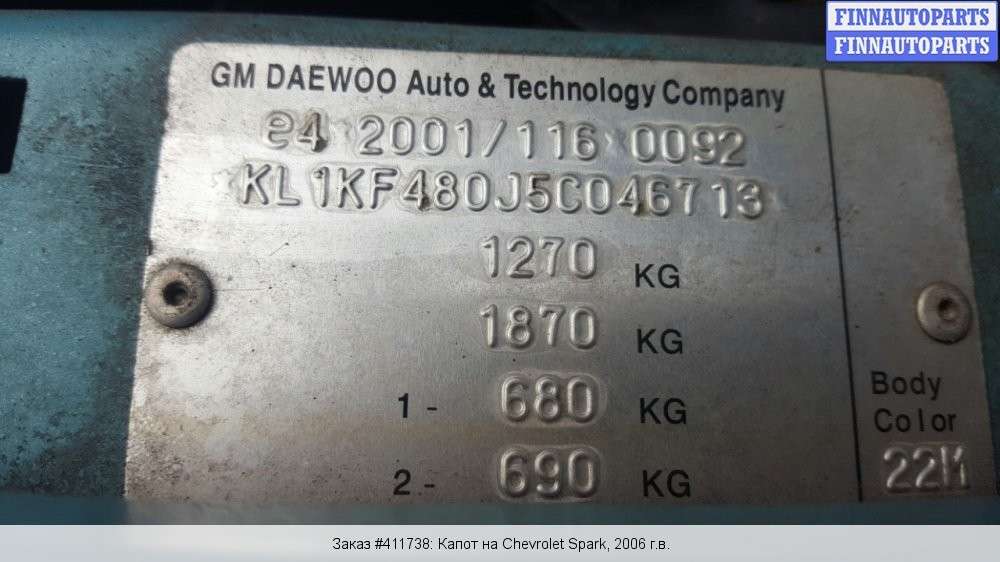 FINNAUTOPARTS
FINNAUTOPARTS
GM DAEWOO Auto & Technology Company
e4 2001/116 0092
KL1KF480J5C046713
1270 KG
1870 KG
1- 680 KG
2- 690 KG
Body
Color
22M
Заказ #411738: Капот на Chevrolet Spark, 2006 г.в.